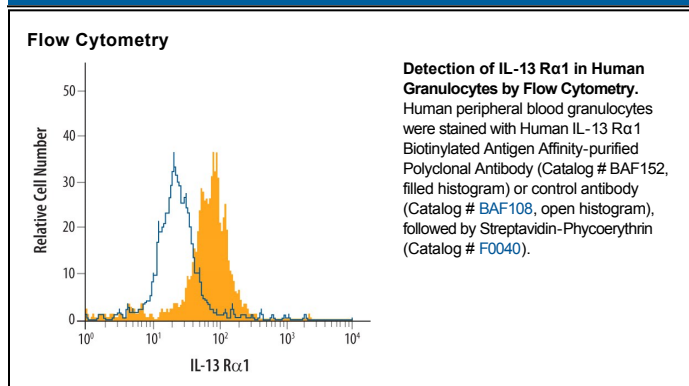 Flow Cytometry
50
40
30
20
10
0
Relative Cell Number
10⁰
10¹
10²
10³
10⁴
IL-13 Rα1
Detection of IL-13 Rα1 in Human
Granulocytes by Flow Cytometry.
Human peripheral blood granulocytes
were stained with Human IL-13 Rα1
Biotinylated Antigen Affinity-purified
Polyclonal Antibody (Catalog # BAF152,
filled histogram) or control antibody
(Catalog # BAF108, open histogram),
followed by Streptavidin-Phycoerythrin
(Catalog # F0040).